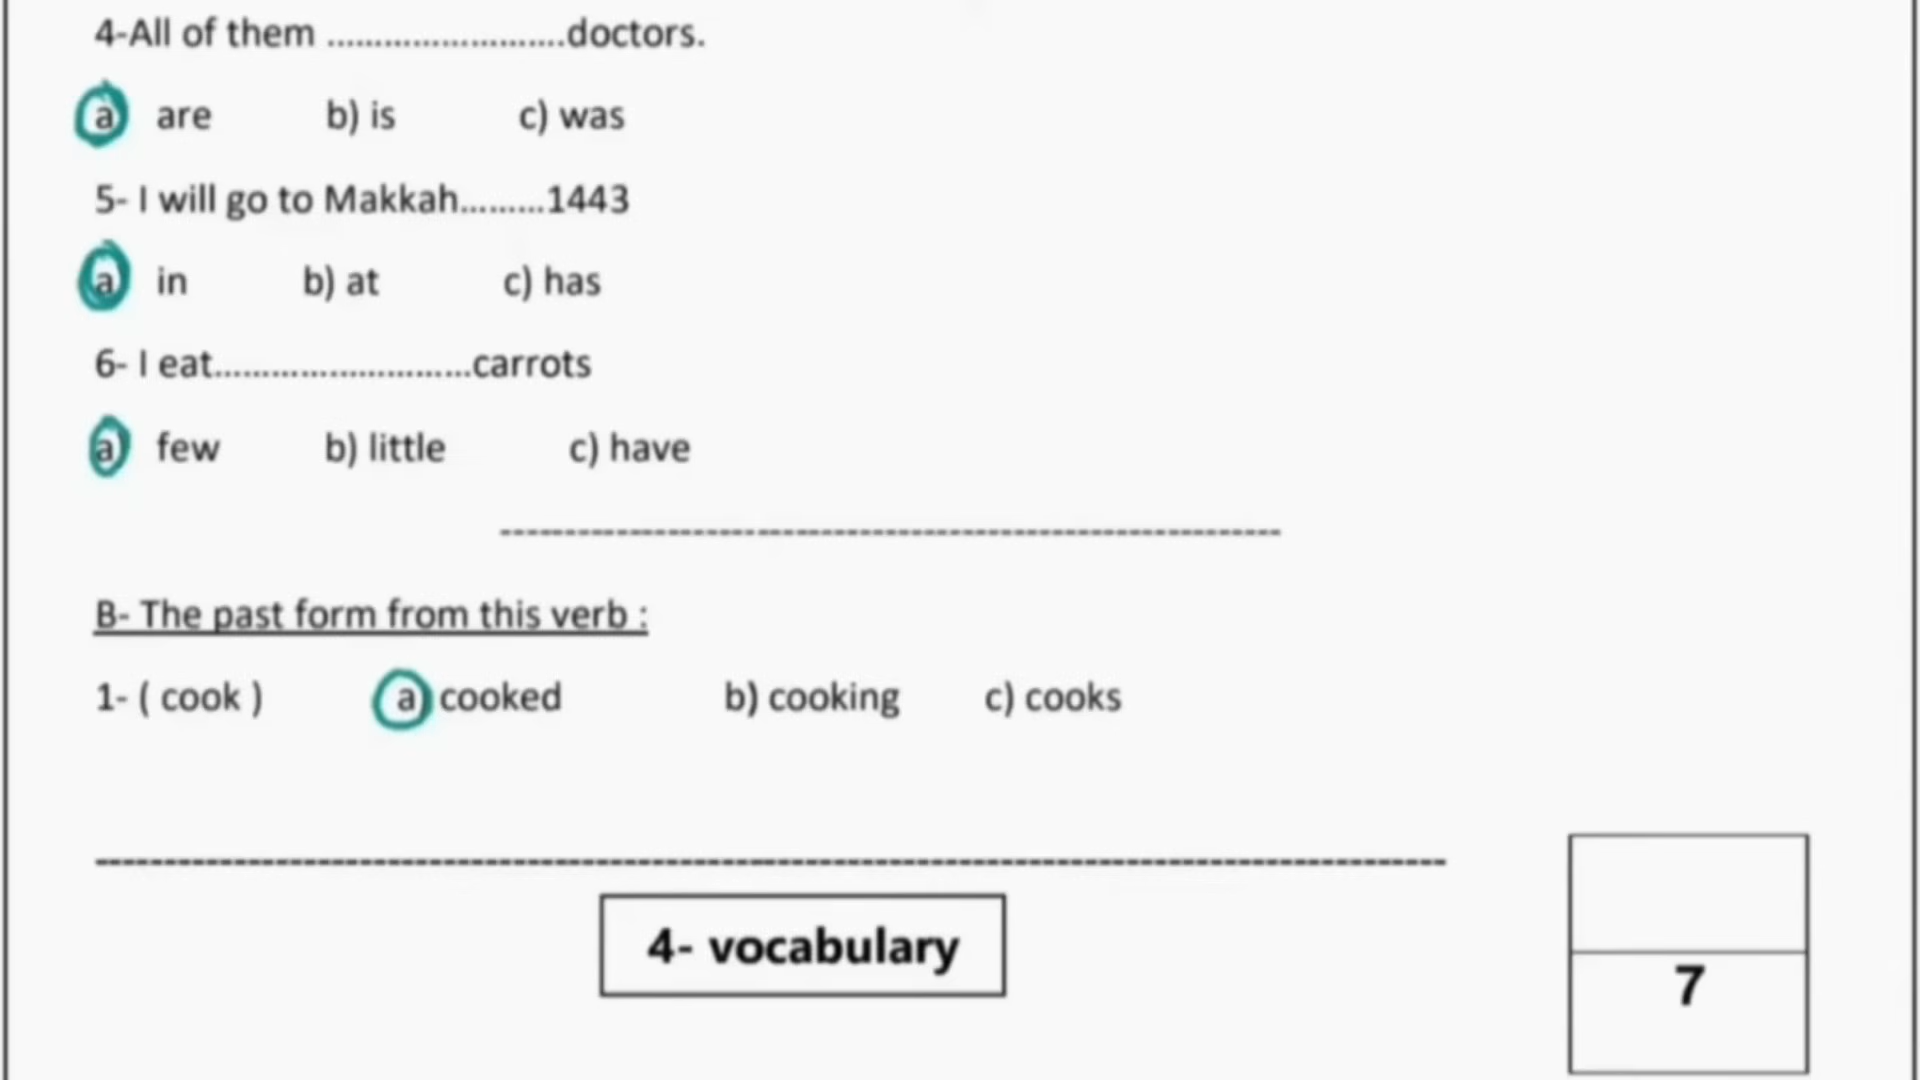 4-All of them .........................doctors.
a) are b) is c) was
5- I will go to Makkah.........1443
a) in b) at c) has
6- I eat...........................carrots
a) few b) little c) have
------------------------------------------------------------
B- The past form from this verb :
1- ( cook ) a) cooked b) cooking c) cooks
----------------------------------------------------------------------------------------------------
4- vocabulary
7